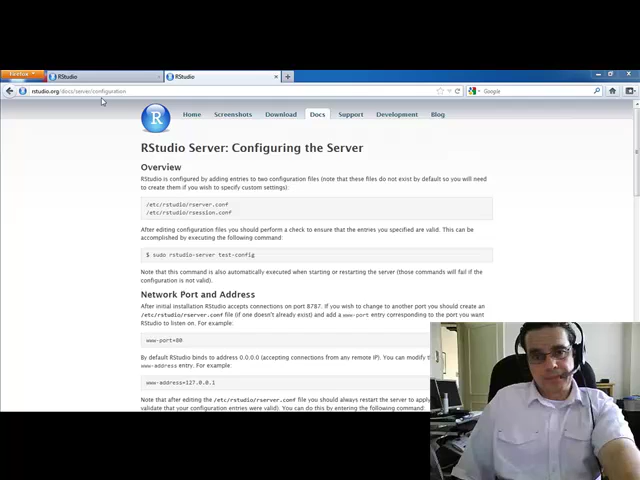 Firefox
RStudio
RStudio
rstudio.org/docs/server/configuration
Google
R
Home Screenshots Download Docs Support Development Blog
RStudio Server: Configuring the Server
Overview
RStudio is configured by adding entries to two configuration files (note that these files do not exist by default so you will
need to create them if you wish to specify custom settings):
/etc/rstudio/rserver.conf
/etc/rstudio/rsession.conf
After editing configuration files you should perform a check to ensure that the entries you specified are valid. This can be
accomplished by executing the following command:
$ sudo rstudio-server test-config
Note that this command is also automatically executed when starting or restarting the server (those commands will fail if the
configuration is not valid).
Network Port and Address
After initial installation RStudio accepts connections on port 8787. If you wish to change to another port you should create an
/etc/rstudio/rserver.conf file (if one doesn't already exist) and add a www-port entry corresponding to the port you want
RStudio to listen on. For example:
www-port=80
By default RStudio binds to address 0.0.0.0 (accepting connections from any remote IP). You can modify th
www-address entry. For example:
www-address=127.0.0.1
Note that after editing the /etc/rstudio/rserver.conf file you should always restart the server to apply
validate that your configuration entries were valid). You can do this by entering the following command: